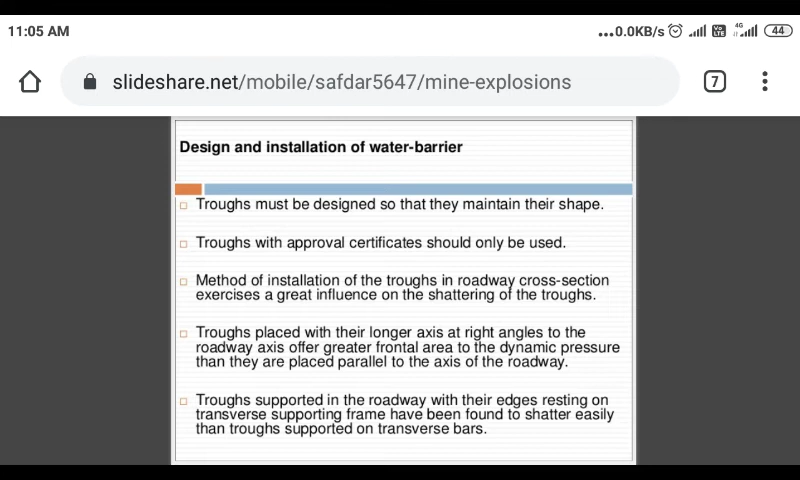 11:05 AM
...0.0KB/s 4G 44
slideshare.net/mobile/safdar5647/mine-explosions
7
Design and installation of water-barrier
Troughs must be designed so that they maintain their shape.
Troughs with approval certificates should only be used.
Method of installation of the troughs in roadway cross-section
exercises a great influence on the shattering of the troughs.
Troughs placed with their longer axis at right angles to the
roadway axis offer greater frontal area to the dynamic pressure
than they are placed parallel to the axis of the roadway.
Troughs supported in the roadway with their edges resting on
transverse supporting frame have been found to shatter easily
than troughs supported on transverse bars.